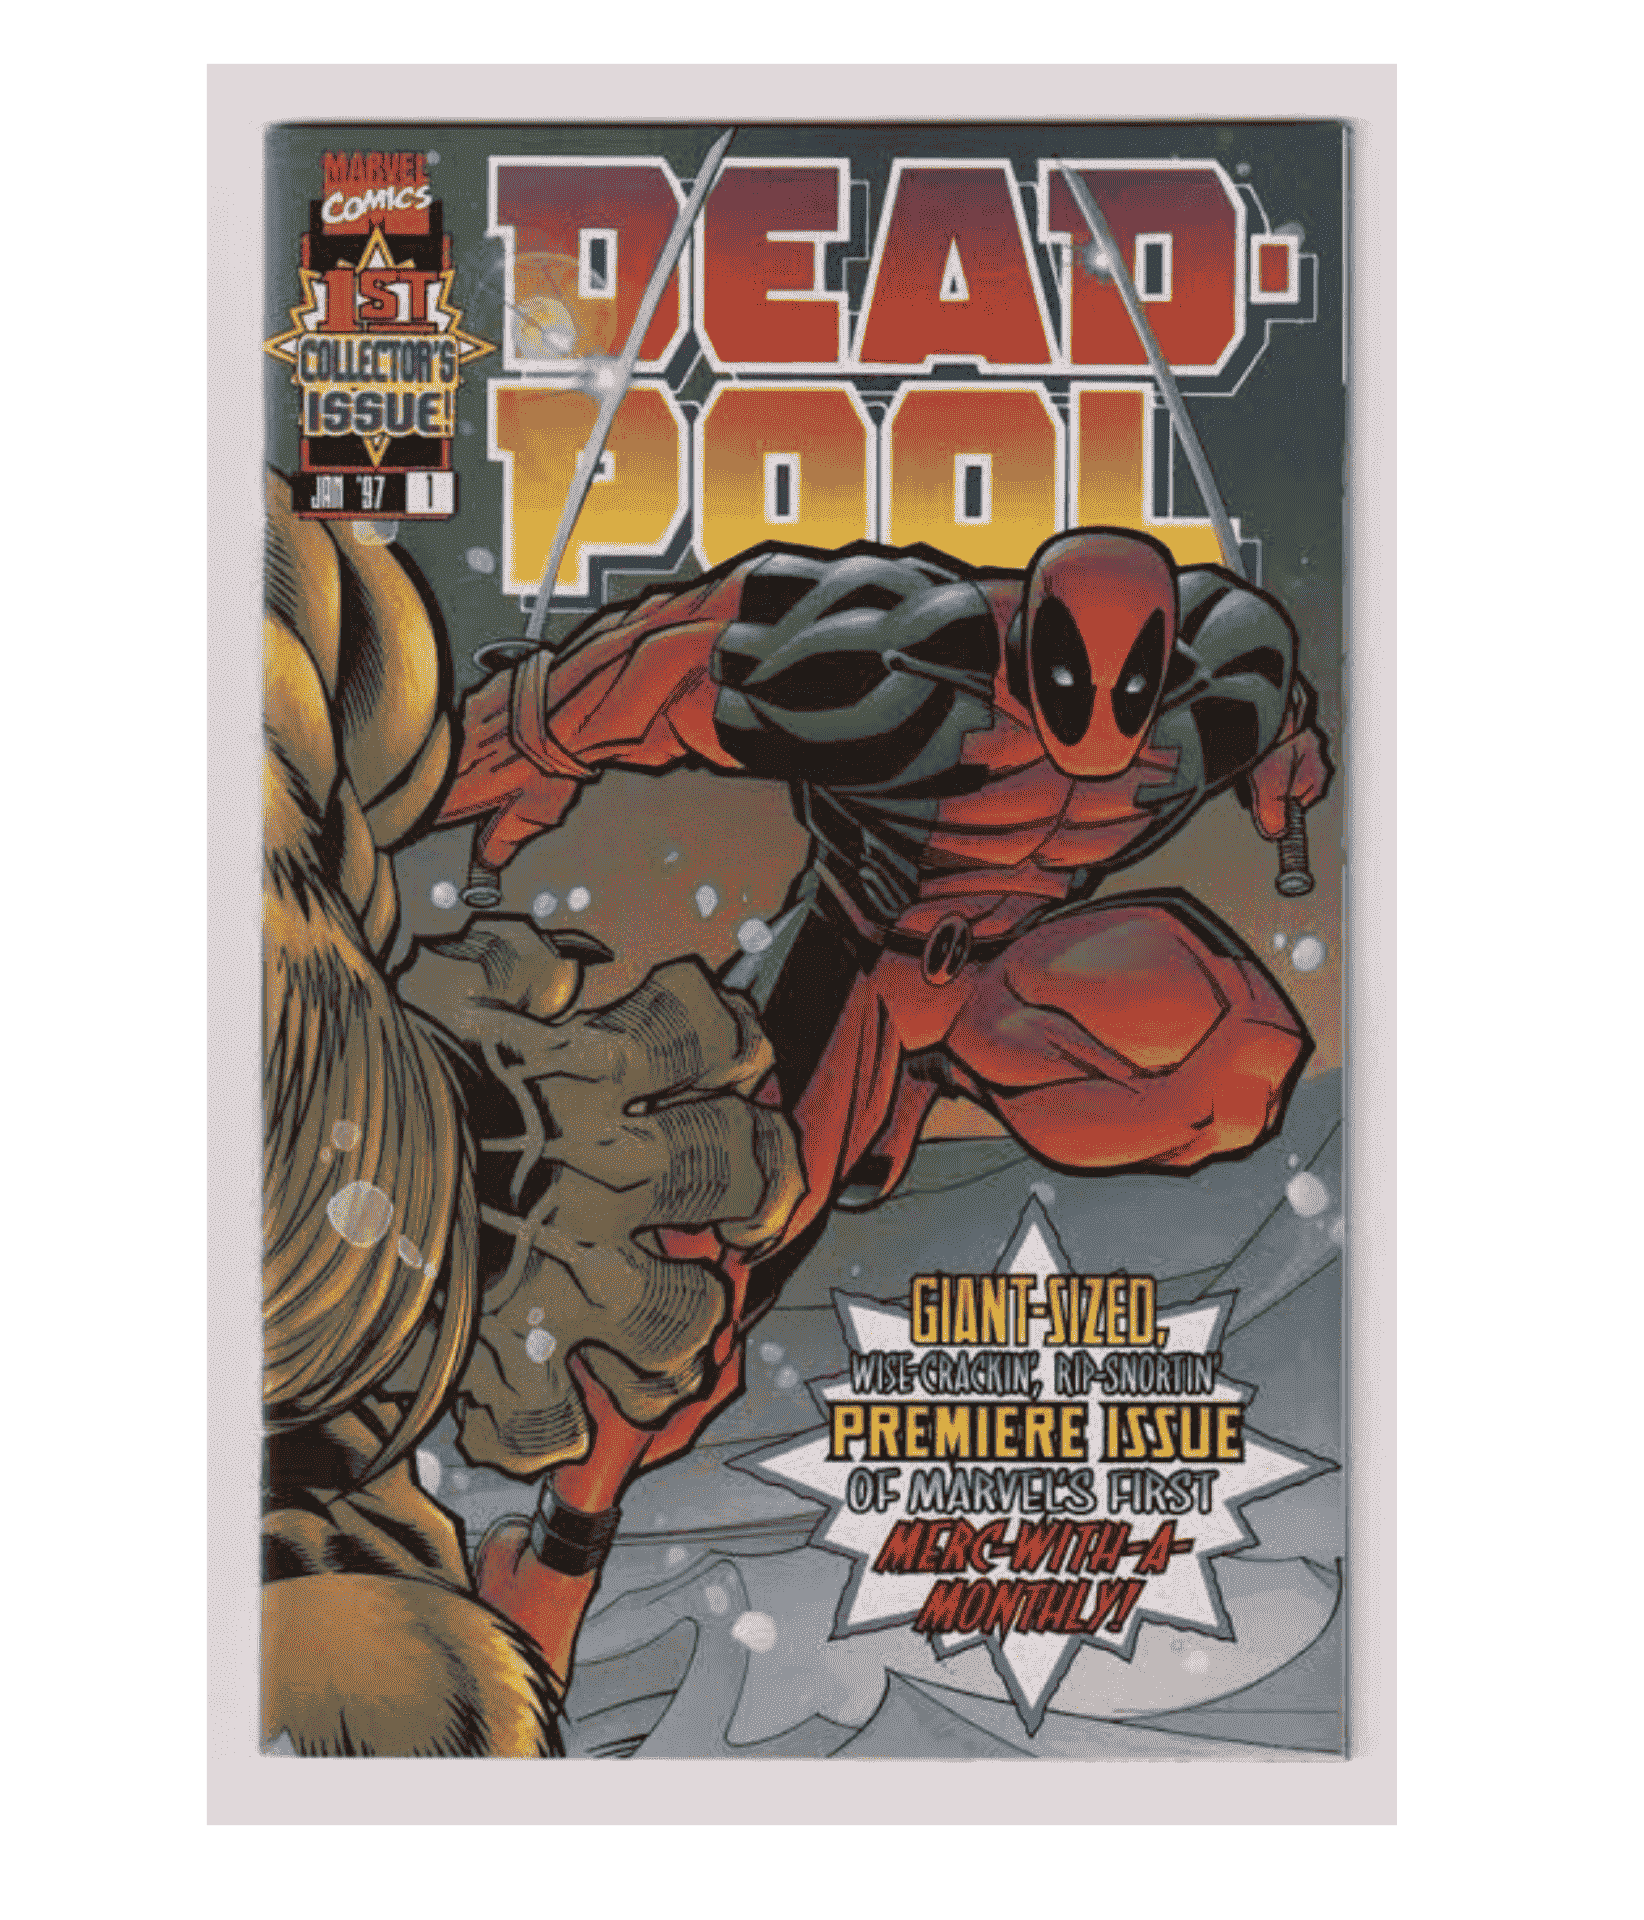 MARVEL
COMICS
1ST
COLLECTOR'S
ISSUE!
JAN '97 1
DEAD-
POOL
GIANT-SIZED,
WISE-CRACKIN', RIP-SNORTIN'
PREMIERE ISSUE
OF MARVEL'S FIRST
MERC-WITH-A-
MONTHLY!